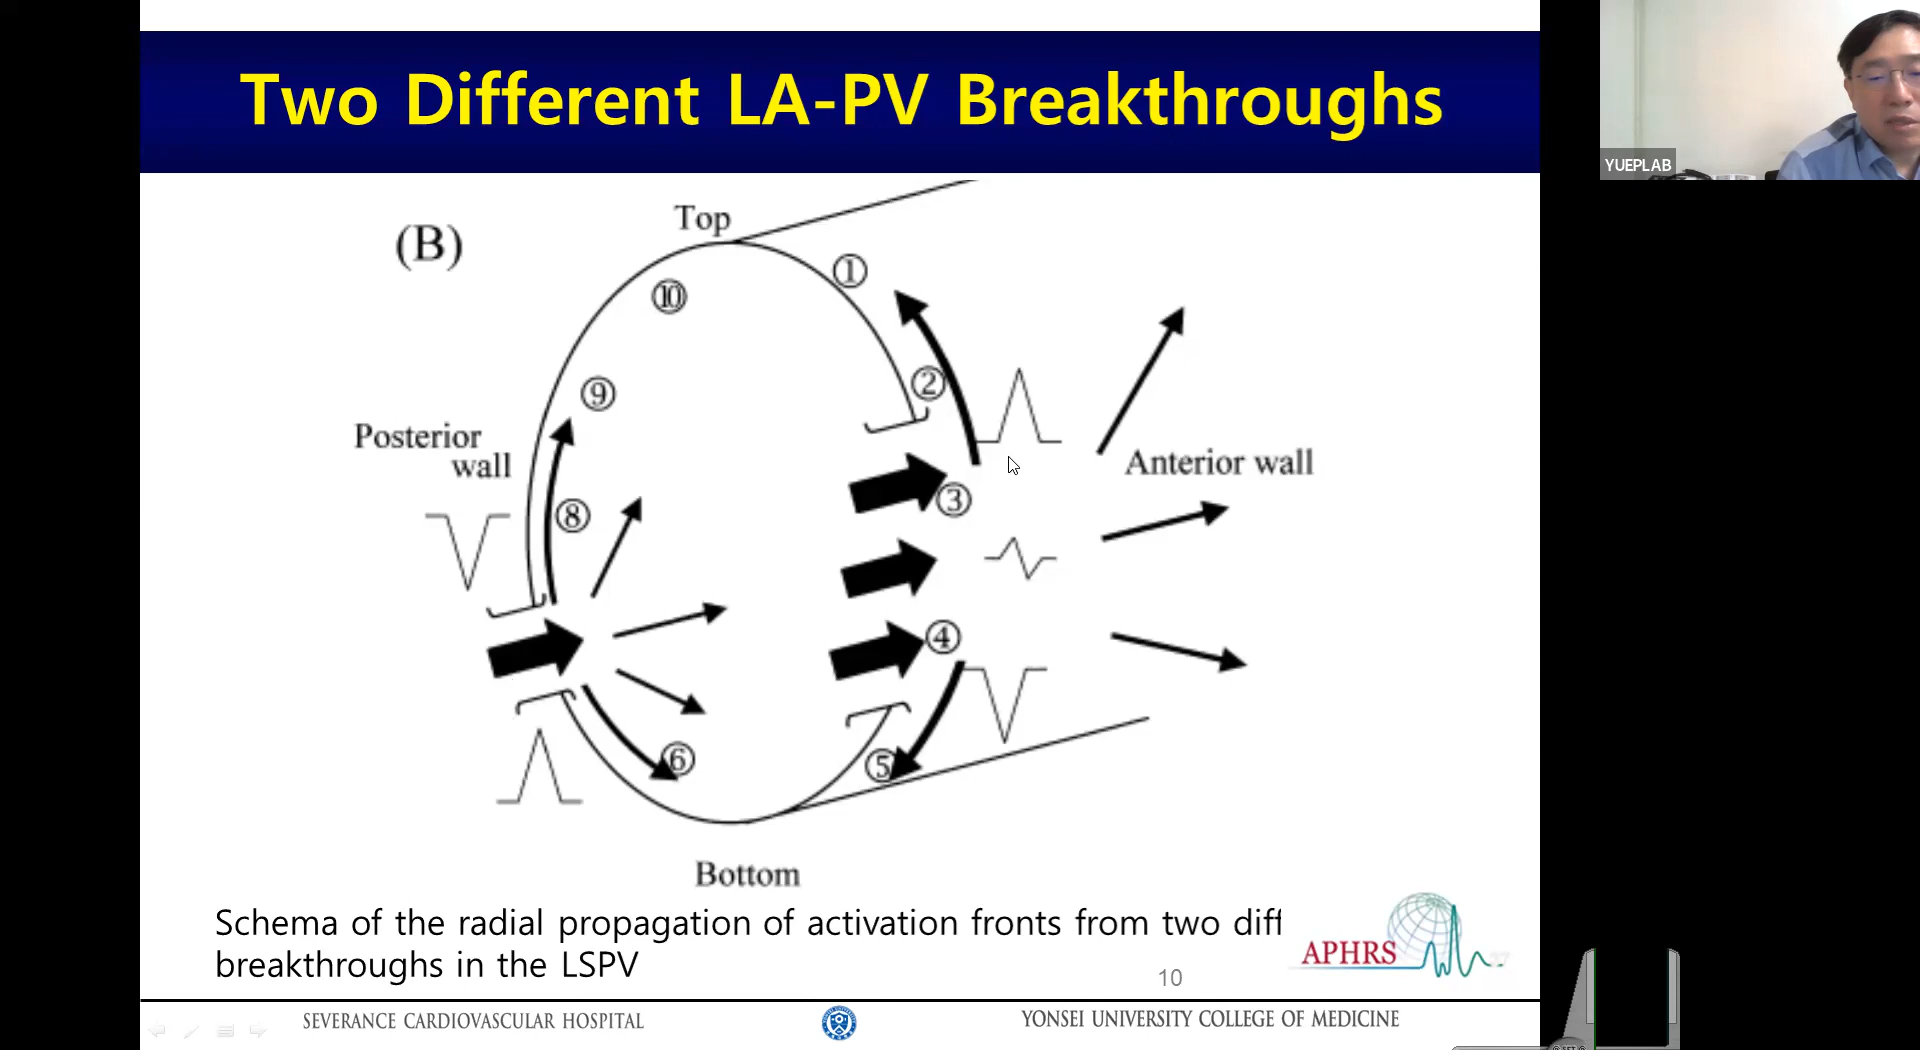 Two Different LA-PV Breakthroughs
YUEPLAB
(B)
Top
①
⑩
②
⑨
Posterior
wall
Anterior wall
③
⑧
④
⑥
⑤
Bottom
Schema of the radial propagation of activation fronts from two diff
breakthroughs in the LSPV
APHRS
10
SEVERANCE CARDIOVASCULAR HOSPITAL
YONSEI UNIVERSITY COLLEGE OF MEDICINE